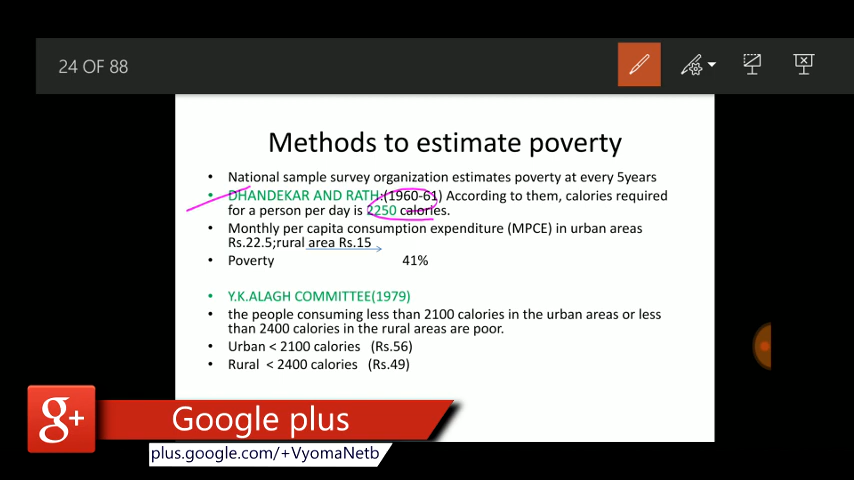 24 OF 88
Methods to estimate poverty
• National sample survey organization estimates poverty at every 5years
• DHANDEKAR AND RATH:(1960-61) According to them, calories required
for a person per day is 2250 calories.
• Monthly per capita consumption expenditure (MPCE) in urban areas
Rs.22.5;rural area Rs.15
• Poverty 41%
• Y.K.ALAGH COMMITTEE(1979)
• the people consuming less than 2100 calories in the urban areas or less
than 2400 calories in the rural areas are poor.
• Urban < 2100 calories (Rs.56)
• Rural < 2400 calories (Rs.49)
g+ Google plus
plus.google.com/+VyomaNetb